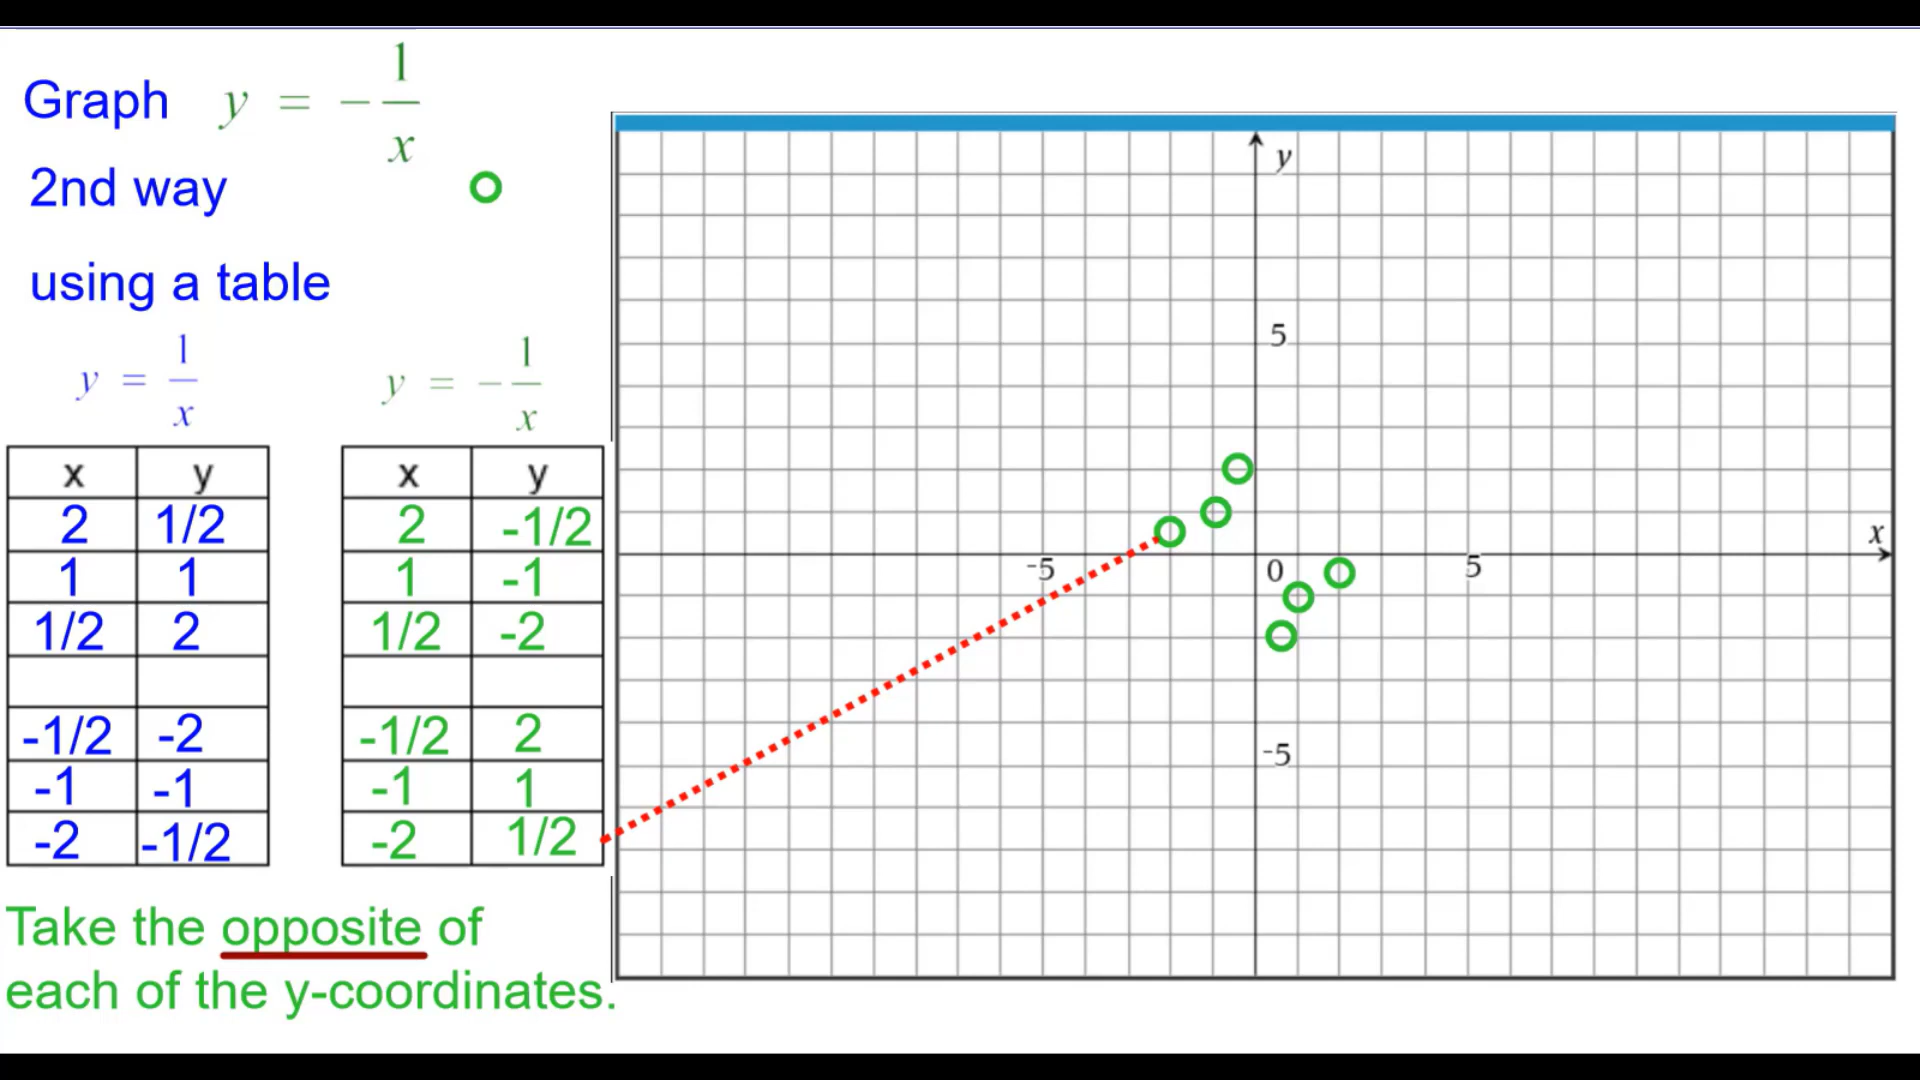 Graph y = -1/x
2nd way
using a table
y = 1/x
x y
2 1/2
1 1
1/2 2
-1/2 -2
-1 -1
-2 -1/2
y = -1/x
x y
2 -1/2
1 -1
1/2 -2
-1/2 2
-1 1
-2 1/2
Take the opposite of
each of the y-coordinates.
y
5
x
-5 0 5
-5